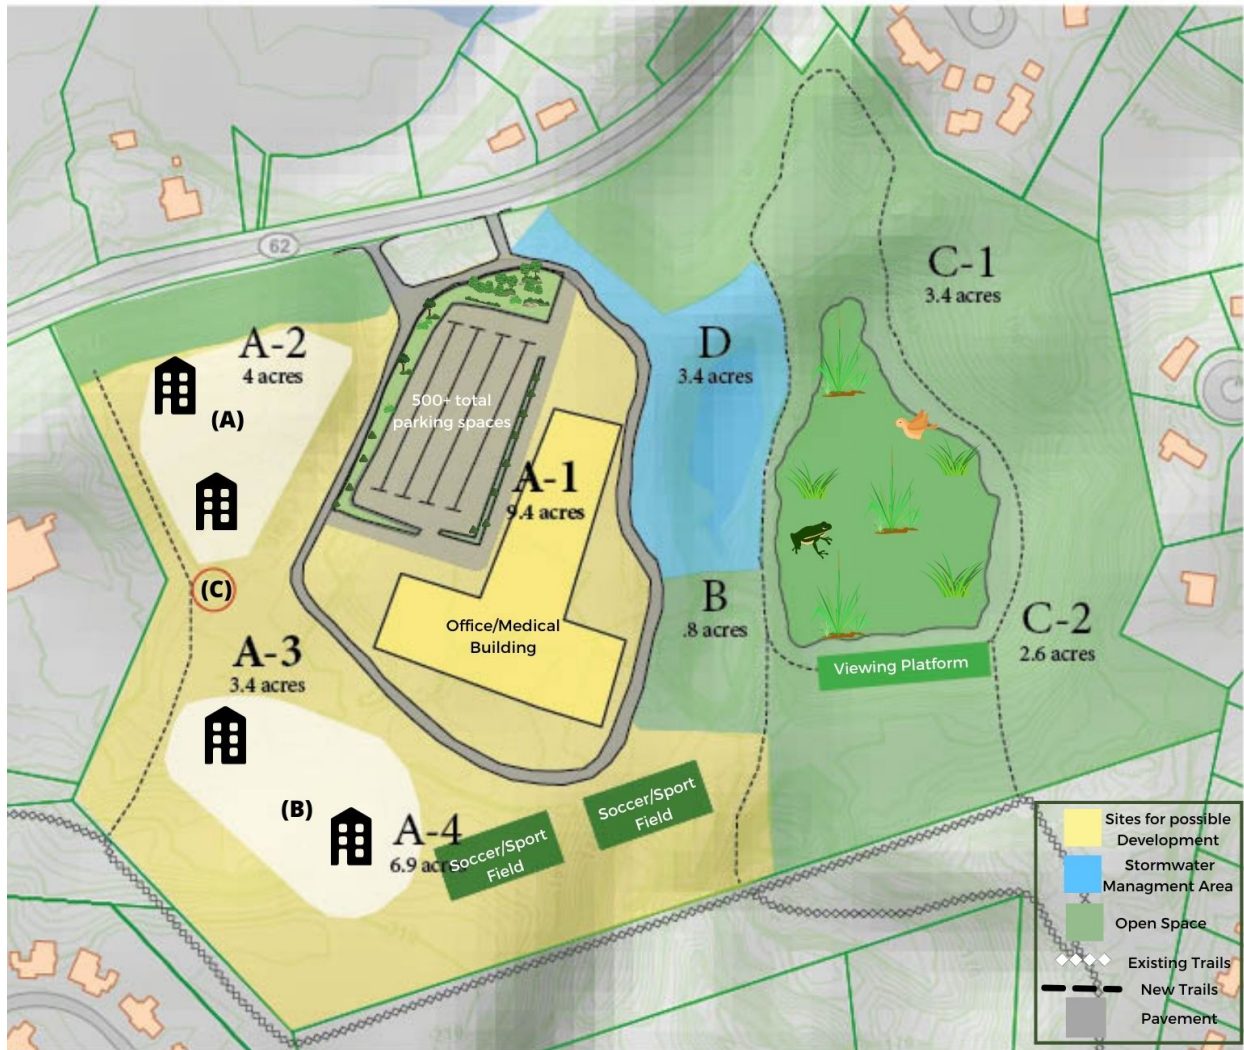 62
A-2
4 acres
(A)
500+ total
parking spaces
A-1
9.4 acres
D
3.4 acres
C-1
3.4 acres
(C)
B
.8 acres
C-2
2.6 acres
Office/Medical
Building
A-3
3.4 acres
Viewing Platform
(B)
A-4
6.9 acres
Soccer/Sport
Field
Soccer/Sport
Field
Sites for possible
Development
Stormwater
Managment Area
Open Space
Existing Trails
New Trails
Pavement